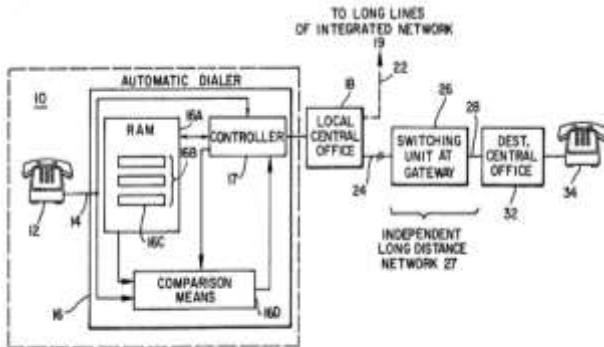 TO LONG LINES
OF INTEGRATED NETWORK
19
22
AUTOMATIC DIALER
10
RAM
16A
16B
CONTROLLER
17
16C
18
LOCAL
CENTRAL
OFFICE
24
26
SWITCHING
UNIT AT
GATEWAY
28
DEST.
CENTRAL
OFFICE
32
34
12
14
INDEPENDENT
LONG DISTANCE
NETWORK 27
COMPARISON
MEANS
16
16D